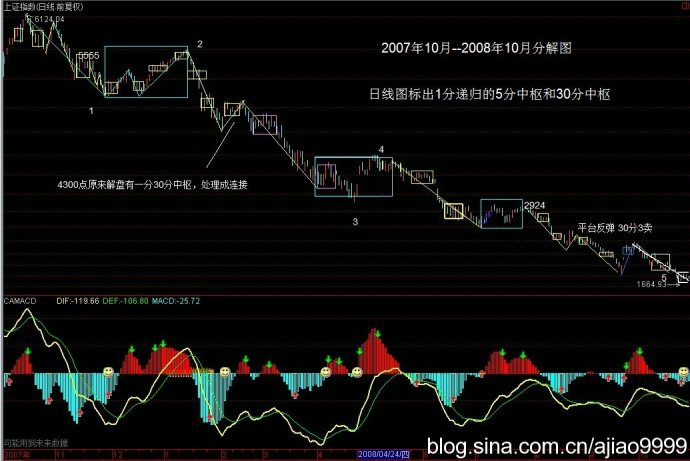 上证指数(日线.前复权)
6124.04
2007年10月--2008年10月分解图
5555
2
日线图标出1分递归的5分中枢和30分中枢
1
4
4300点原来解盘有一分30分中枢，处理成连接
3
2924
平台反弹 30分3卖
5
1664.93
CAMACD DIF:-119.66 DEF:-106.80 MACD:-25.72
可能用到未来数据
2007年 11 12 1 2 3 4 2008/04/24/四
blog.sina.com.cn/ajiao9999